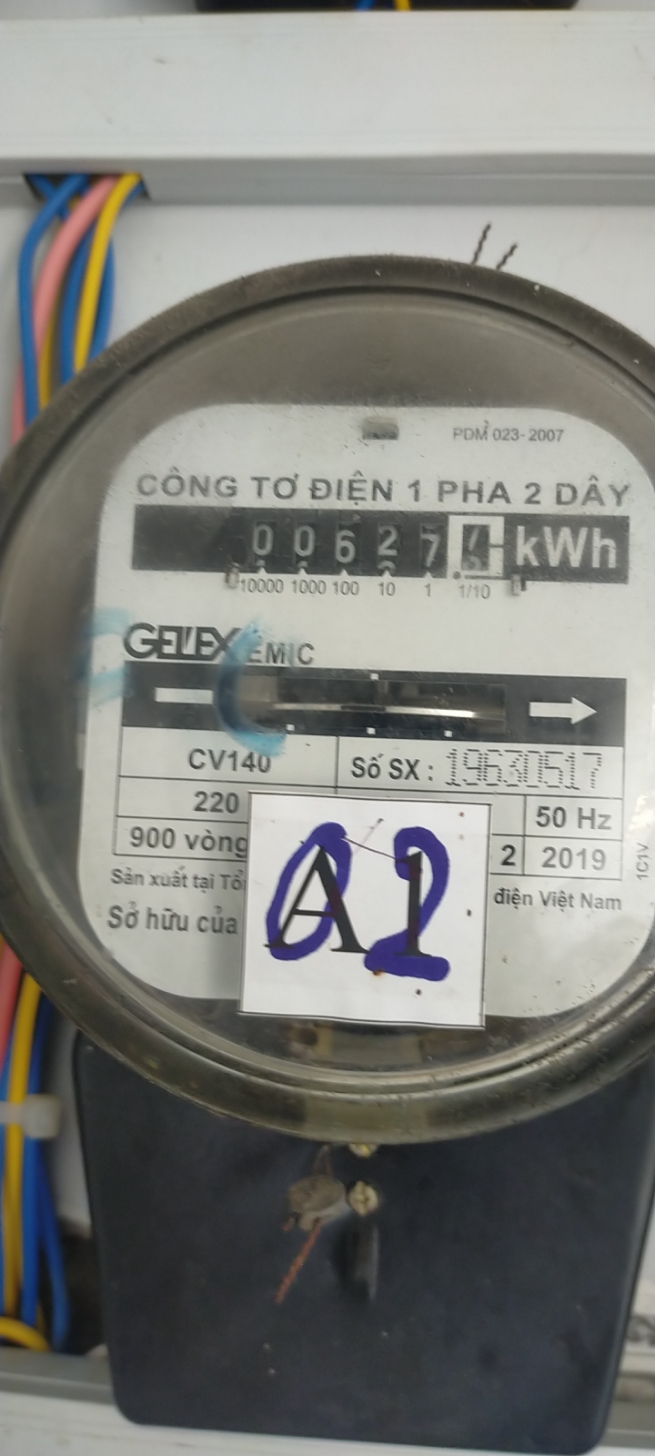 PDM 023-2007
CÔNG TƠ ĐIỆN 1 PHA 2 DÂY
0 0 6 2 7 kWh
10000 1000 100 10 1 1/10
GELEX EMIC
CV140 Số SX : 19630517
220 50 Hz
900 vòng 2 2019
1C1V
Sản xuất tại điện Việt Nam
Sở hữu của
A1
02